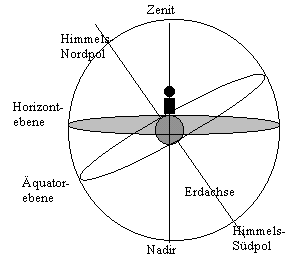 Zenit
Himmels-
Nordpol
Horizont-
ebene
Äquator-
ebene
Erdachse
Himmels-
Südpol
Nadir